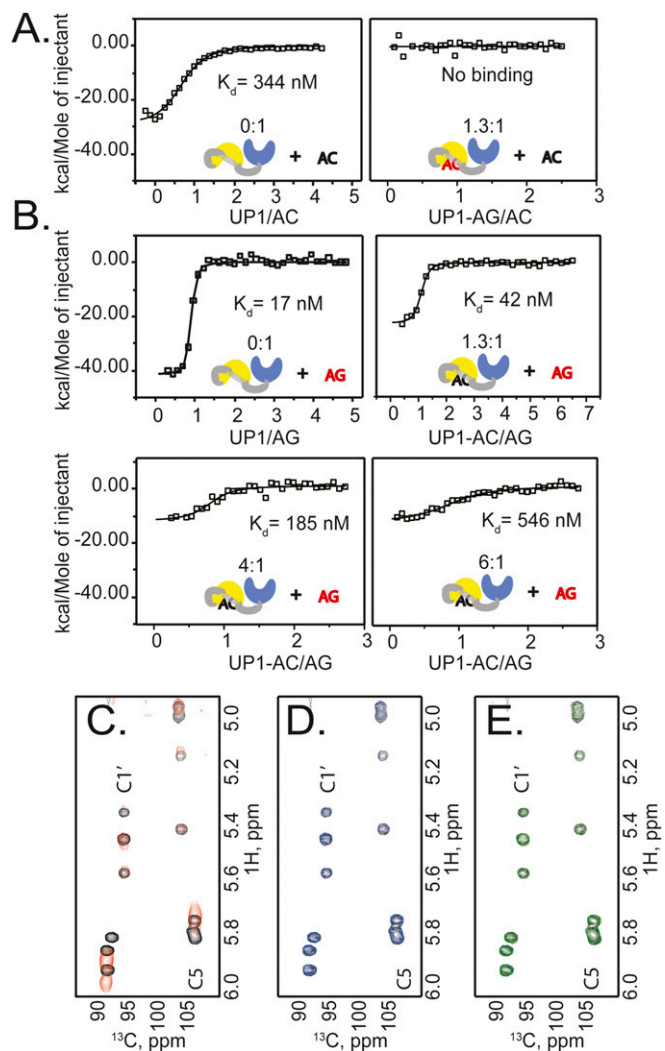 A.
kcal/Mole of injectant
0.00
-20.00
-40.00
K_d= 344 nM
0:1
+ AC
0 1 2 3 4 5
UP1/AC
No binding
1.3:1
AG + AC
0 1 2 3
UP1-AG/AC
B.
kcal/Mole of injectant
0.00
-20.00
-40.00
K_d= 17 nM
0:1
+ AG
0 1 2 3 4 5
UP1/AG
K_d= 42 nM
1.3:1
AC + AG
0 1 2 3 4 5 6 7
UP1-AC/AG
kcal/Mole of injectant
0.00
-20.00
-40.00
K_d= 185 nM
4:1
AC + AG
0 1 2 3
UP1-AC/AG
K_d= 546 nM
6:1
AC + AG
0 1 2 3
UP1-AC/AG
C.
C1′
C5
5.0
5.2
5.4
5.6
5.8
6.0
1H, ppm
90 95 100 105
¹³C, ppm
D.
C1′
C5
5.0
5.2
5.4
5.6
5.8
6.0
1H, ppm
90 95 100 105
¹³C, ppm
E.
C1′
C5
5.0
5.2
5.4
5.6
5.8
6.0
1H, ppm
90 95 100 105
¹³C, ppm